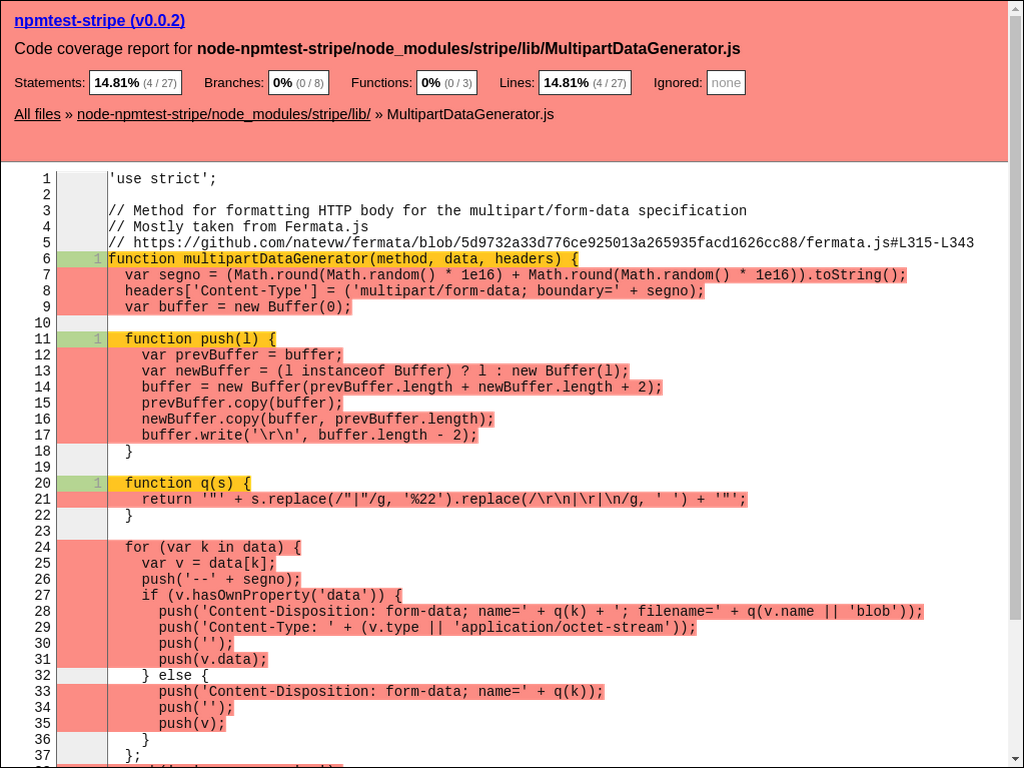 npmtest-stripe (v0.0.2)
Code coverage report for node-npmtest-stripe/node_modules/stripe/lib/MultipartDataGenerator.js
Statements: 14.81% (4 / 27) Branches: 0% (0 / 8) Functions: 0% (0 / 3) Lines: 14.81% (4 / 27) Ignored: none
All files » node-npmtest-stripe/node_modules/stripe/lib/ » MultipartDataGenerator.js
1 'use strict';
2
3 // Method for formatting HTTP body for the multipart/form-data specification
4 // Mostly taken from Fermata.js
5 // https://github.com/natevw/fermata/blob/5d9732a33d776ce925013a265935facd1626cc88/fermata.js#L315-L343
6 1 function multipartDataGenerator(method, data, headers) {
7 var segno = (Math.round(Math.random() * 1e16) + Math.round(Math.random() * 1e16)).toString();
8 headers['Content-Type'] = ('multipart/form-data; boundary=' + segno);
9 var buffer = new Buffer(0);
10
11 1 function push(l) {
12 var prevBuffer = buffer;
13 var newBuffer = (l instanceof Buffer) ? l : new Buffer(l);
14 buffer = new Buffer(prevBuffer.length + newBuffer.length + 2);
15 prevBuffer.copy(buffer);
16 newBuffer.copy(buffer, prevBuffer.length);
17 buffer.write('\r\n', buffer.length - 2);
18 }
19
20 1 function q(s) {
21 return '"' + s.replace(/"|"/g, '%22').replace(/\r\n|\r|\n/g, ' ') + '"';
22 }
23
24 for (var k in data) {
25 var v = data[k];
26 push('--' + segno);
27 if (v.hasOwnProperty('data')) {
28 push('Content-Disposition: form-data; name=' + q(k) + '; filename=' + q(v.name || 'blob'));
29 push('Content-Type: ' + (v.type || 'application/octet-stream'));
30 push('');
31 push(v.data);
32 } else {
33 push('Content-Disposition: form-data; name=' + q(k));
34 push('');
35 push(v);
36 }
37 };